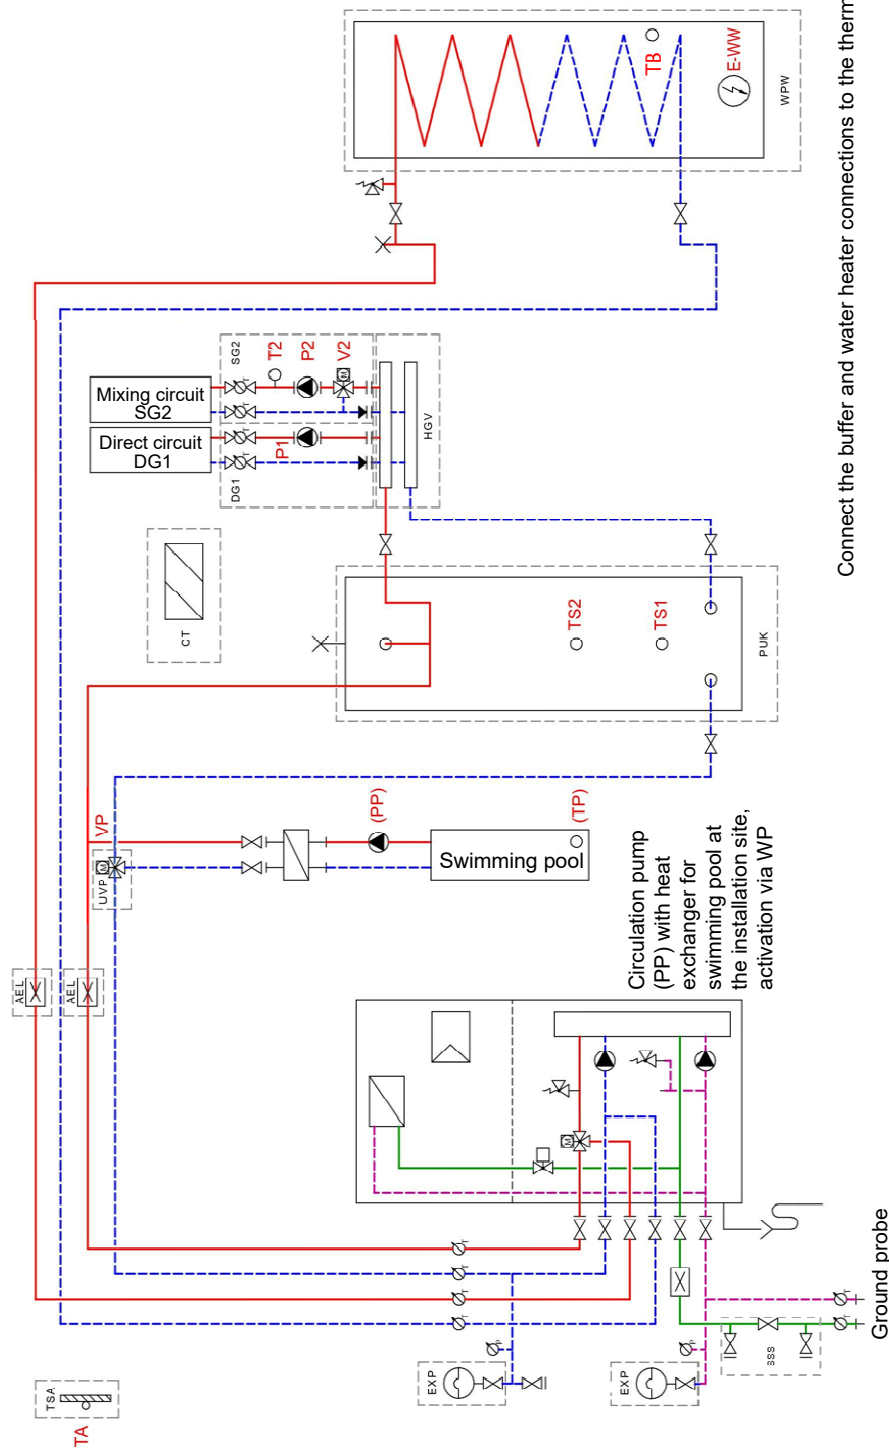 TB
E-WW
WPW
Connect the buffer and water heater connections to the therm
SG2
T2
P2
V2
Mixing circuit
SG2
Direct circuit
DG1
P1
DG1
HGV
CT
TS2
TS1
PUK
VP
UVP
M
(PP)
(TP)
Swimming pool
Circulation pump
(PP) with heat
exchanger for
swimming pool at
the installation site,
activation via WP
AEL
AEL
M
M
T
T
T
T
T
T
T
T
T
T
P
P
EXP
EXP
SSS
Ground probe
TSA
TA